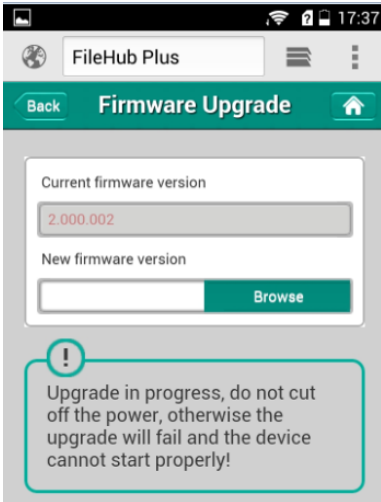 17:37
FileHub Plus
Back
Firmware Upgrade
Current firmware version
2.000.002
New firmware version
Browse
!
Upgrade in progress, do not cut
off the power, otherwise the
upgrade will fail and the device
cannot start properly!